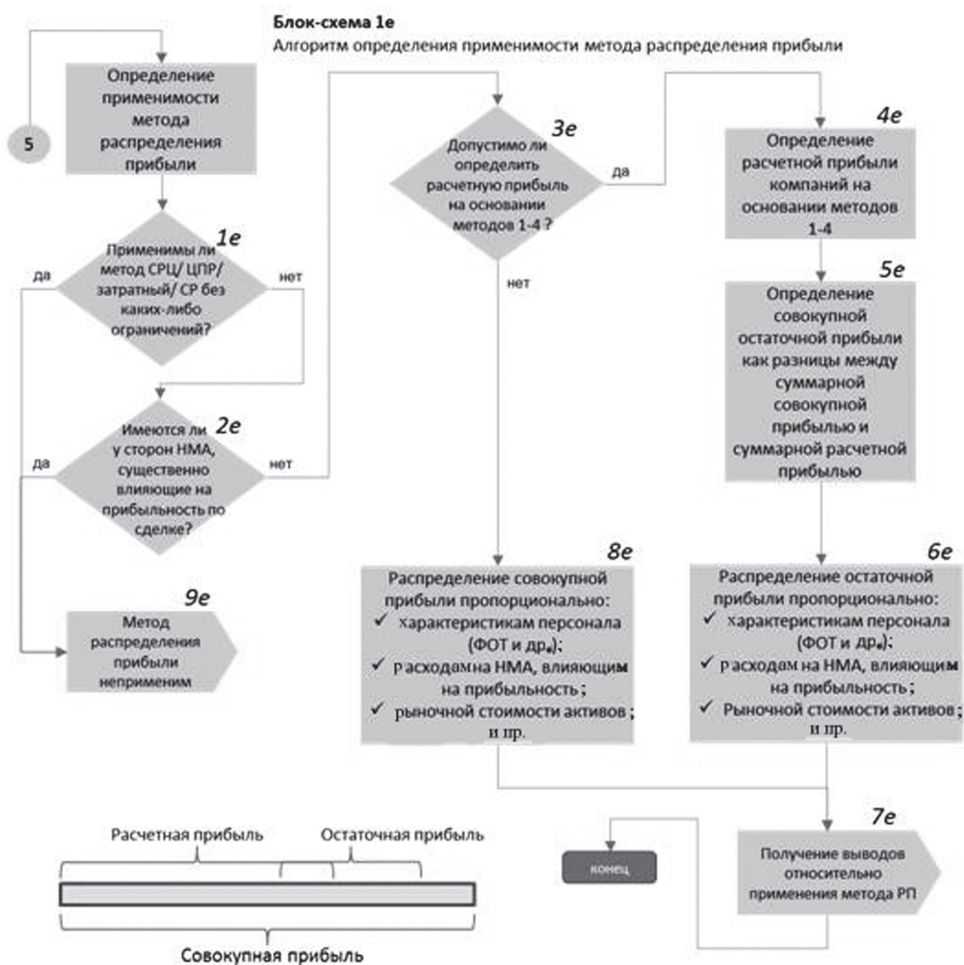 Блок-схема 1е
Алгоритм определения применимости метода распределения прибыли
5
Определение
применимости
метода
распределения
прибыли
1е
Применимы ли
метод СРЦ/ ЦПР/
затратный/ СР без
каких-либо
ограничений?
да
нет
2е
Имеются ли
у сторон НМА,
существенно
влияющие на
прибыльность по
сделке?
да
нет
9е
Метод
распределения
прибыли
неприменим
3е
Допустимо ли
определить
расчетную прибыль
на основании
методов 1-4 ?
да
нет
4е
Определение
расчетной прибыли
компаний на
основании методов
1-4
5е
Определение
совокупной
остаточной прибыли
как разницы между
суммарной
совокупной
прибылью и
суммарной расчетной
прибылью
8е
Распределение совокупной
прибыли пропорционально:
✓ характеристикам персонала
(ФОТ и др.);
✓ расходам на НМА, влияющим
на прибыльность;
✓ рыночной стоимости активов;
и пр.
6е
Распределение остаточной
прибыли пропорционально:
✓ характеристикам персонала
(ФОТ и др.);
✓ расходам на НМА, влияющим
на прибыльность;
✓ Рыночной стоимости активов;
и пр.
7е
Получение выводов
относительно
применения метода РП
конец
Расчетная прибыль
Остаточная прибыль
Совокупная прибыль